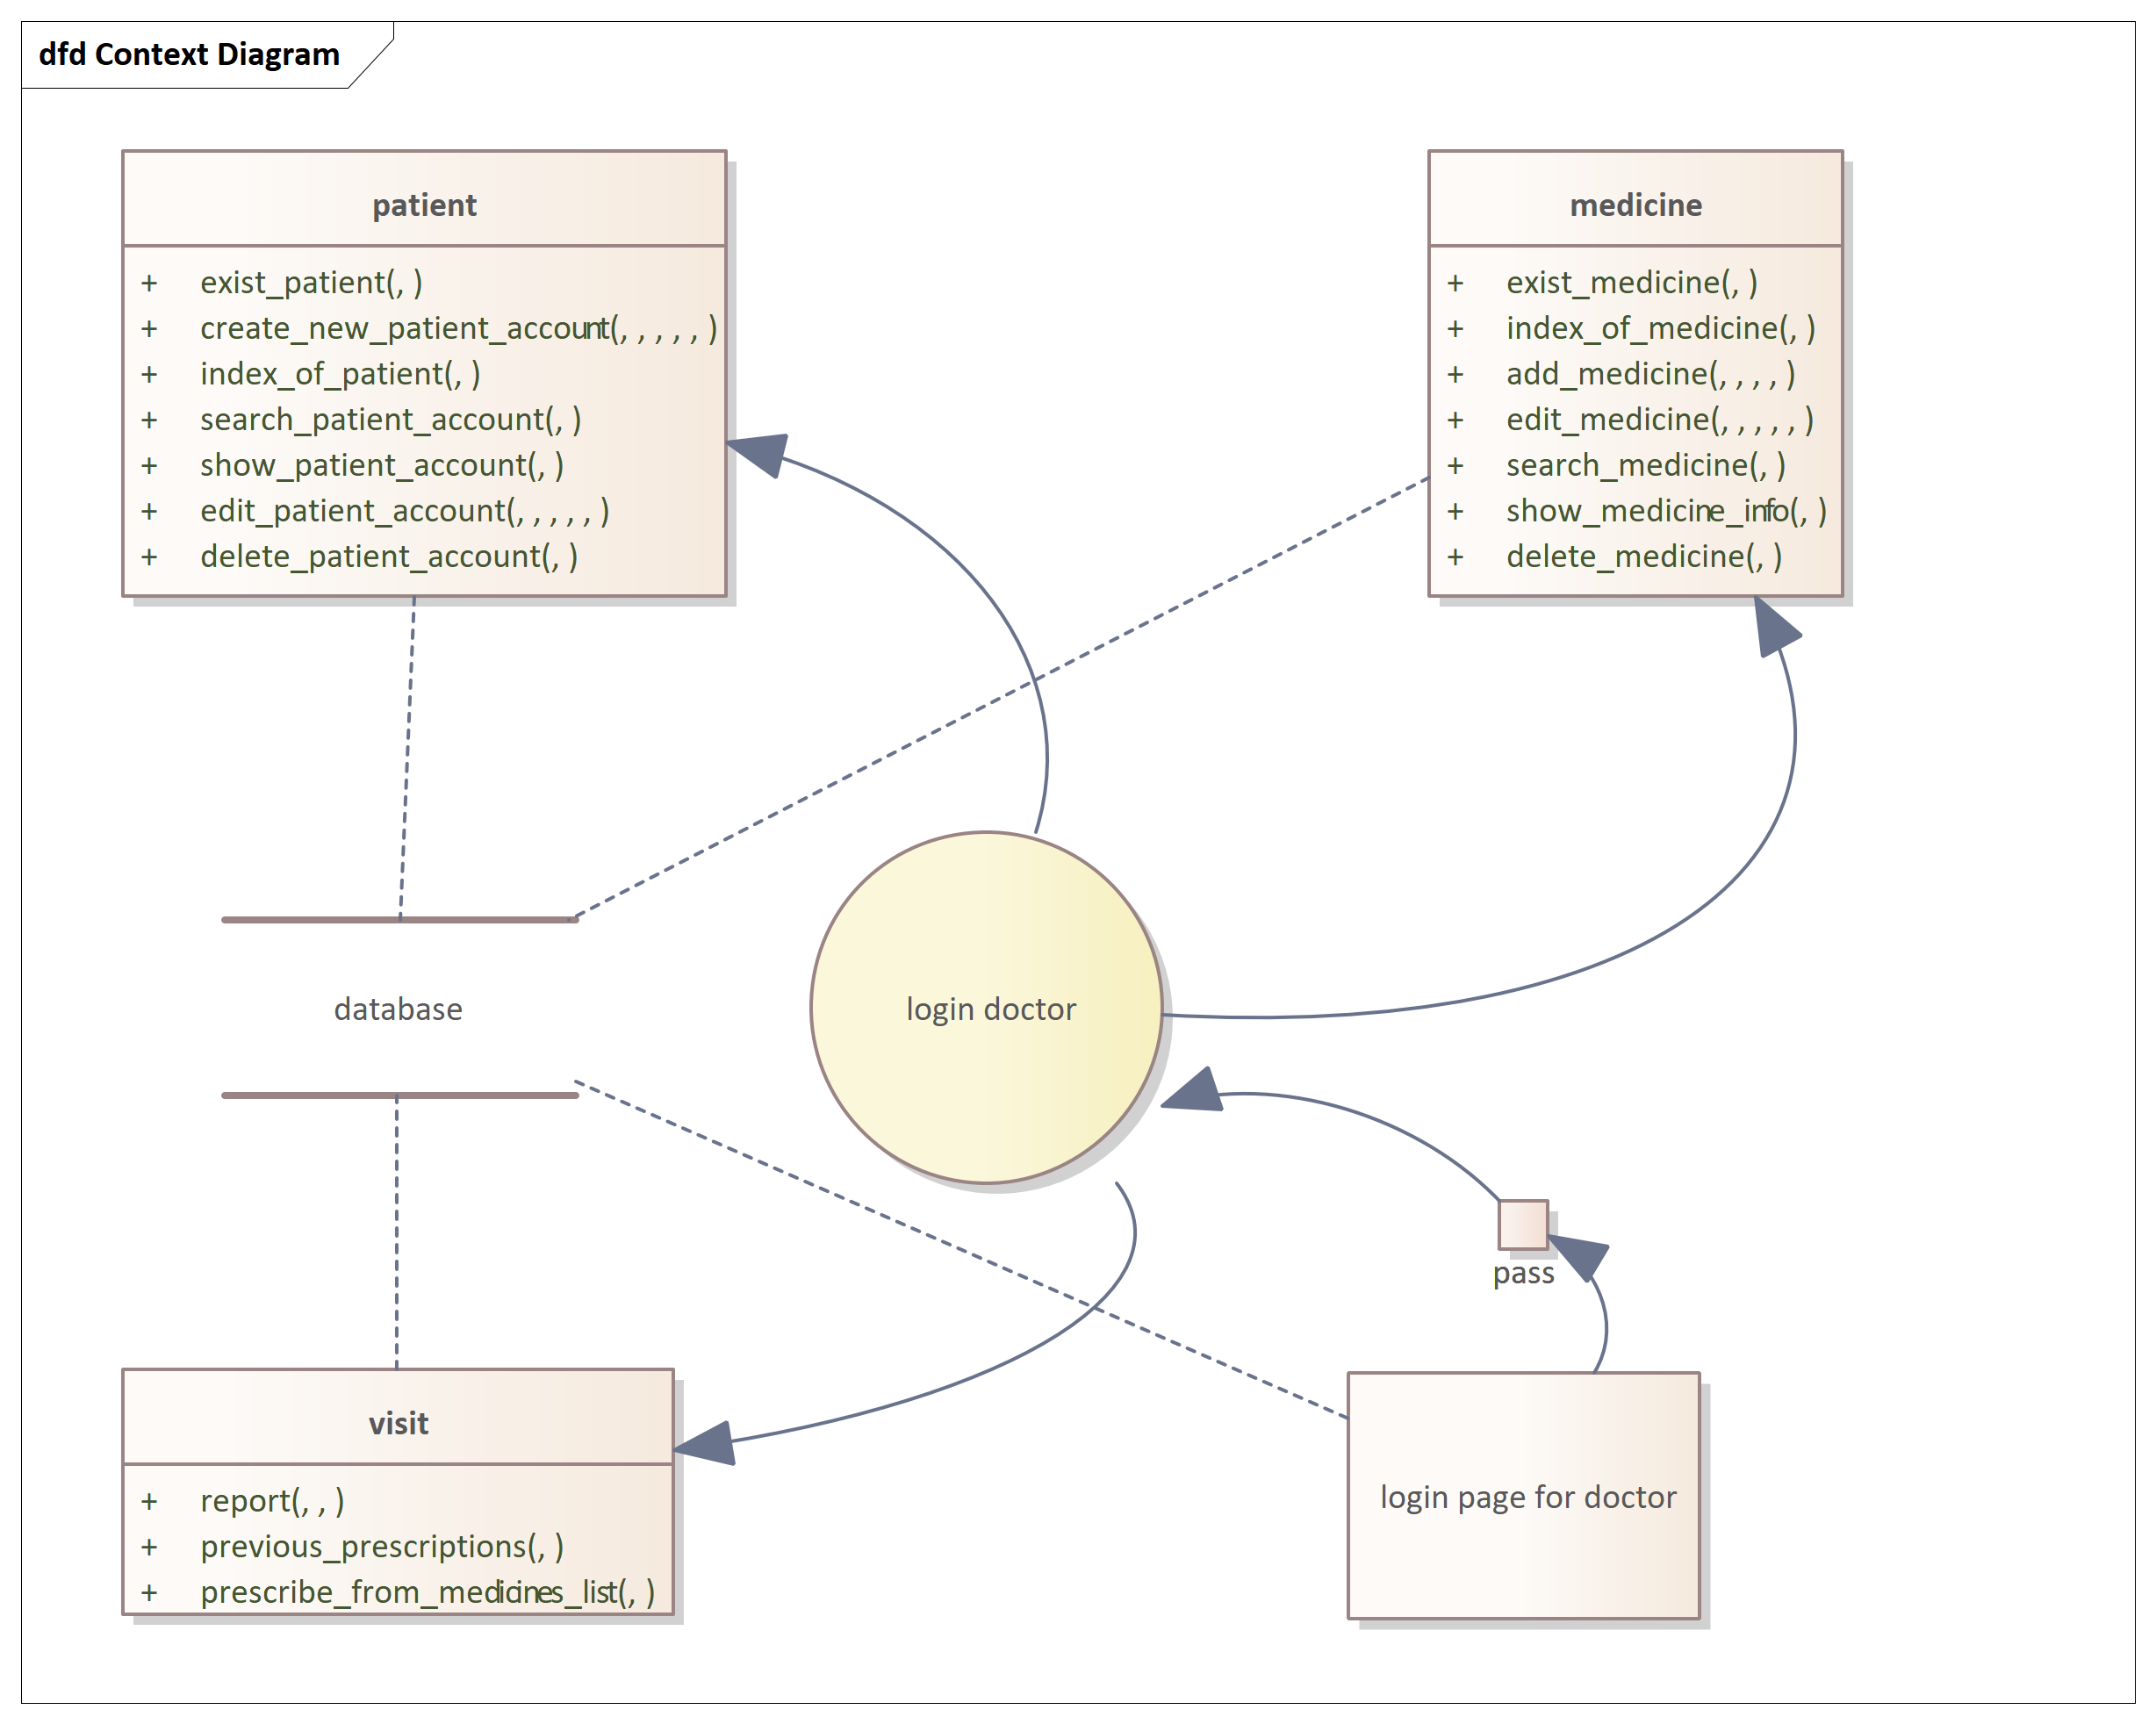 dfd Context Diagram
patient
+ exist_patient(, )
+ create_new_patient_account(, , , , , )
+ index_of_patient(, )
+ search_patient_account(, )
+ show_patient_account(, )
+ edit_patient_account(, , , , , )
+ delete_patient_account(, )
medicine
+ exist_medicine(, )
+ index_of_medicine(, )
+ add_medicine(, , , , )
+ edit_medicine(, , , , , )
+ search_medicine(, )
+ show_medicine_info(, )
+ delete_medicine(, )
database
login doctor
pass
visit
+ report(, , )
+ previous_prescriptions(, )
+ prescribe_from_medicines_list(, )
login page for doctor